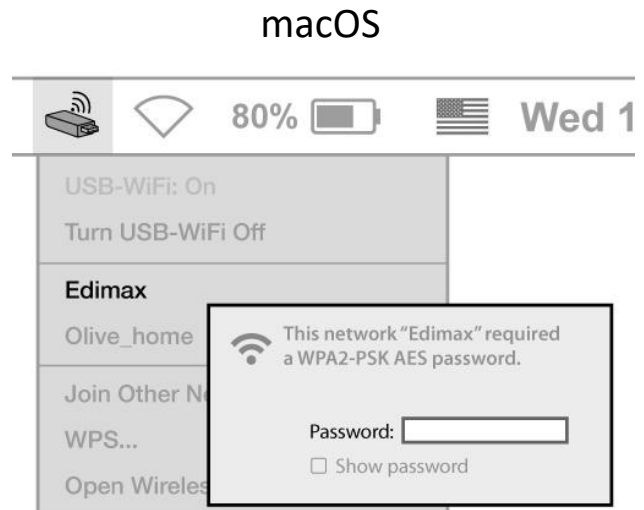 macOS
80%
Wed 1
USB-WiFi: On
Turn USB-WiFi Off
Edimax
Olive_home
This network “Edimax” required
a WPA2-PSK AES password.
Join Other Ne
Password:
WPS...
Show password
Open Wireles